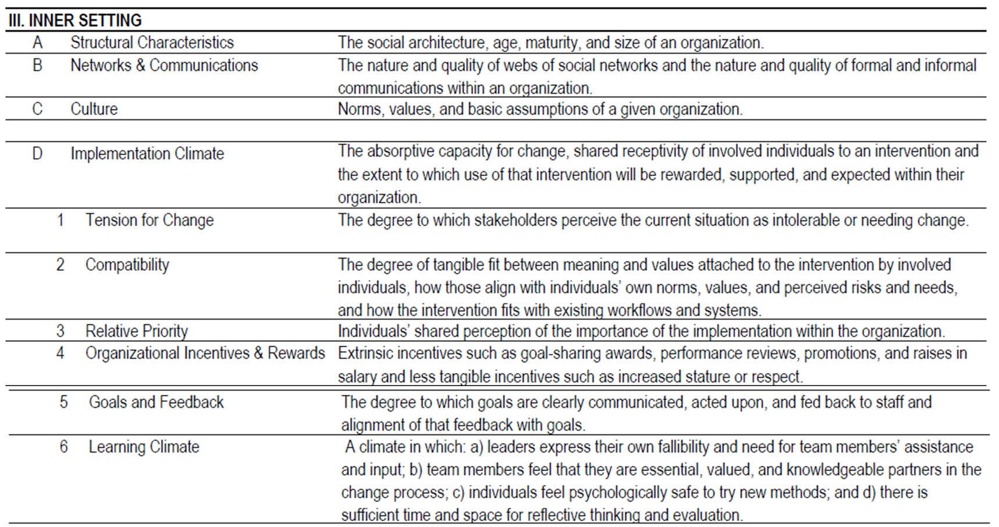 III. INNER SETTING
A Structural Characteristics The social architecture, age, maturity, and size of an organization.
B Networks & Communications The nature and quality of webs of social networks and the nature and quality of formal and informal
communications within an organization.
C Culture Norms, values, and basic assumptions of a given organization.
D Implementation Climate The absorptive capacity for change, shared receptivity of involved individuals to an intervention and
the extent to which use of that intervention will be rewarded, supported, and expected within their
organization.
1 Tension for Change The degree to which stakeholders perceive the current situation as intolerable or needing change.
2 Compatibility The degree of tangible fit between meaning and values attached to the intervention by involved
individuals, how those align with individuals’ own norms, values, and perceived risks and needs,
and how the intervention fits with existing workflows and systems.
3 Relative Priority Individuals’ shared perception of the importance of the implementation within the organization.
4 Organizational Incentives & Rewards Extrinsic incentives such as goal-sharing awards, performance reviews, promotions, and raises in
salary and less tangible incentives such as increased stature or respect.
5 Goals and Feedback The degree to which goals are clearly communicated, acted upon, and fed back to staff and
alignment of that feedback with goals.
6 Learning Climate A climate in which: a) leaders express their own fallibility and need for team members’ assistance
and input; b) team members feel that they are essential, valued, and knowledgeable partners in the
change process; c) individuals feel psychologically safe to try new methods; and d) there is
sufficient time and space for reflective thinking and evaluation.